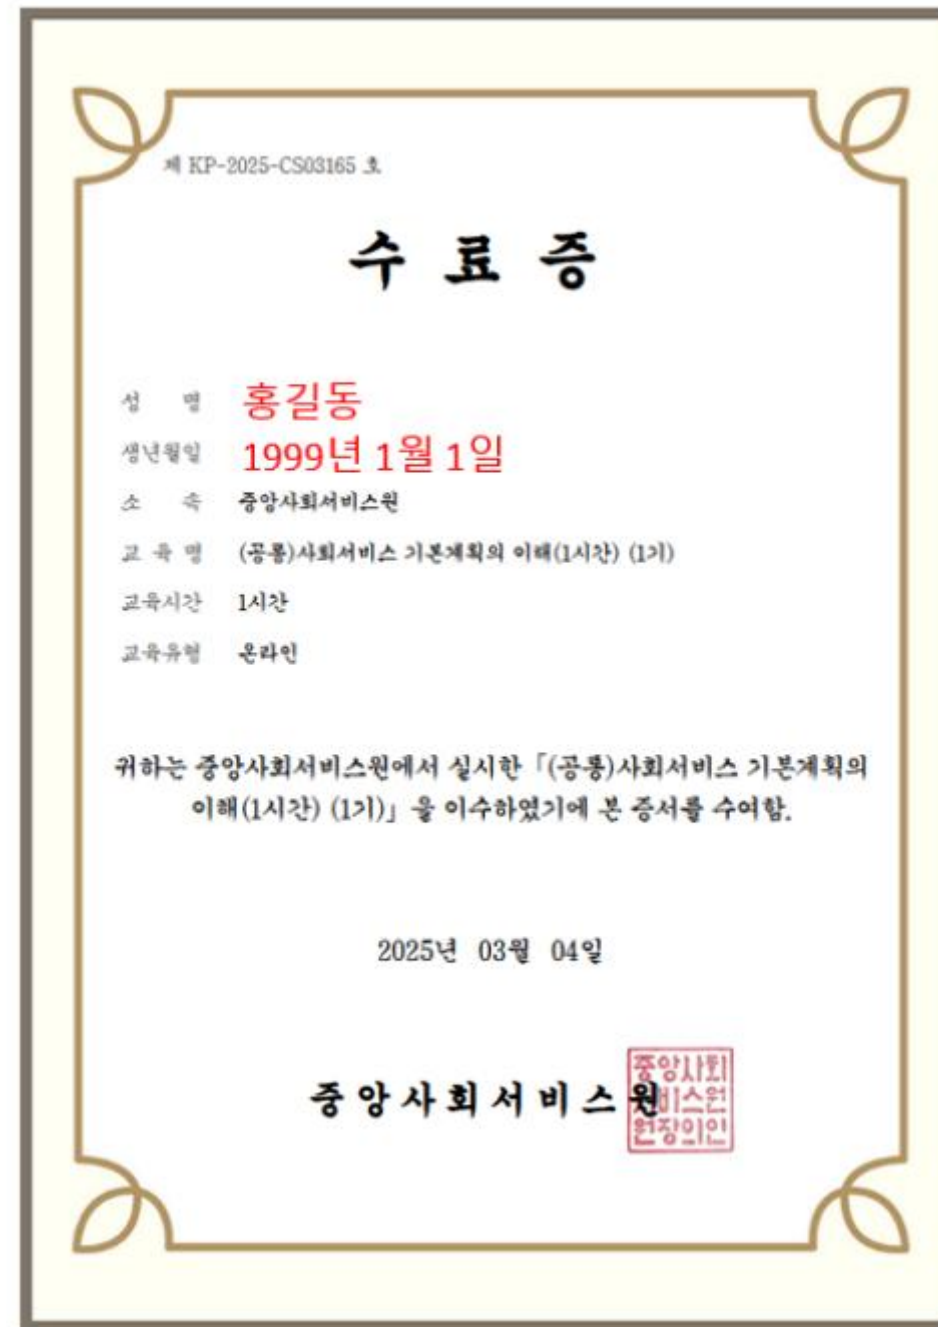 제 KP-2025-CS03165 호
수 료 증
성 명 홍길동
생년월일 1999년 1월 1일
소 속 중앙사회서비스원
교 육 명 (공통)사회서비스 기본계획의 이해(1시간) (1기)
교육시간 1시간
교육유형 온라인
귀하는 중앙사회서비스원에서 실시한「(공통)사회서비스 기본계획의
이해(1시간) (1기)」을 이수하였기에 본 증서를 수여함.
2025년 03월 04일
중앙사회서비스원
중앙사회
서비스원
원장의인